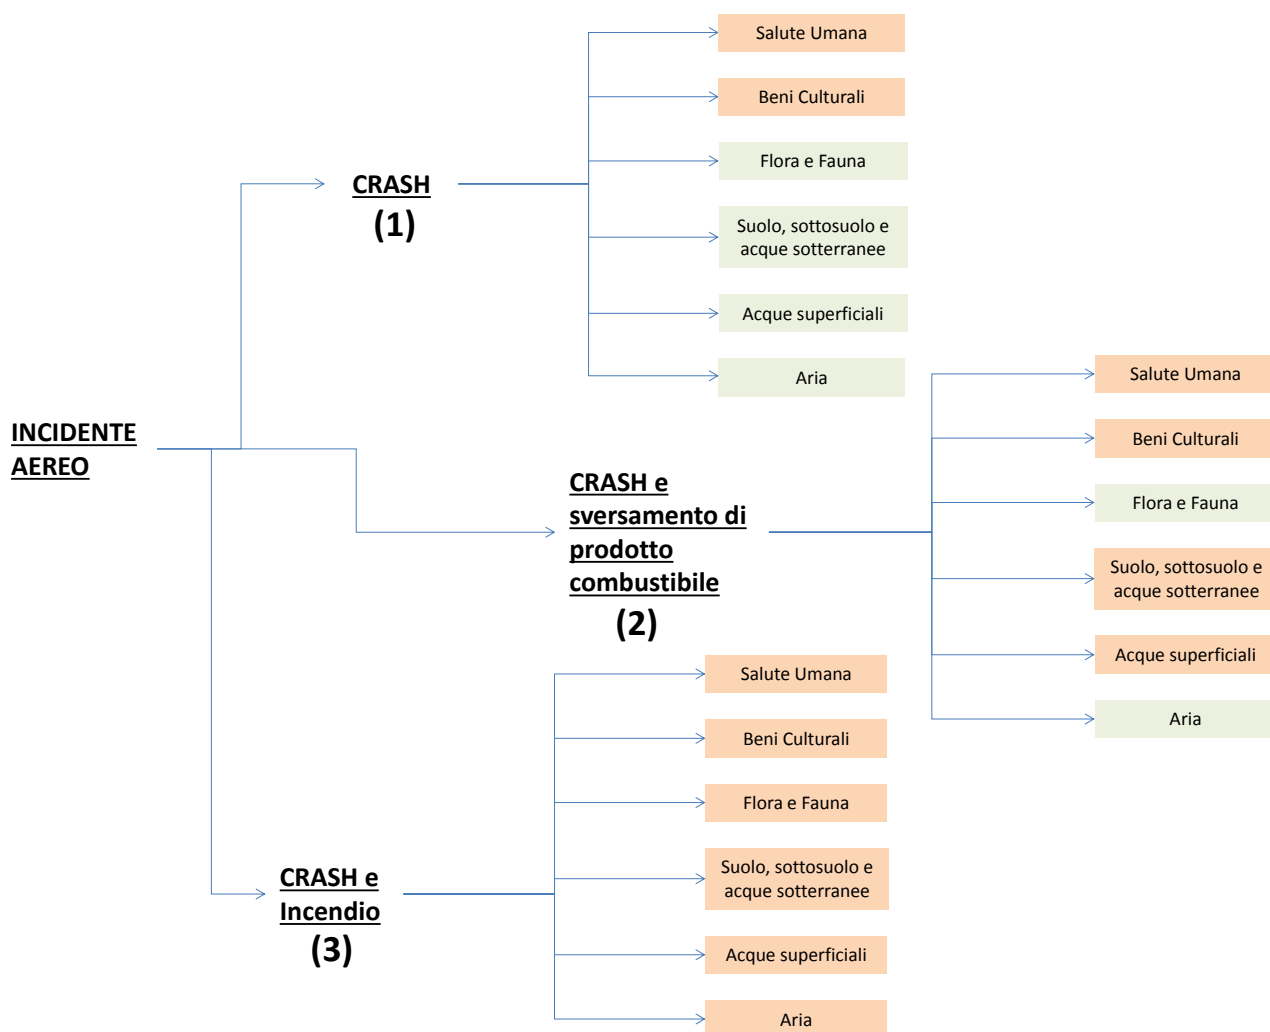 INCIDENTE
AEREO
CRASH
(1)
Salute Umana
Beni Culturali
Flora e Fauna
Suolo, sottosuolo e
acque sotterranee
Acque superficiali
Aria
CRASH e
sversamento di
prodotto
combustibile
(2)
Salute Umana
Beni Culturali
Flora e Fauna
Suolo, sottosuolo e
acque sotterranee
Acque superficiali
Aria
CRASH e
Incendio
(3)
Salute Umana
Beni Culturali
Flora e Fauna
Suolo, sottosuolo e
acque sotterranee
Acque superficiali
Aria